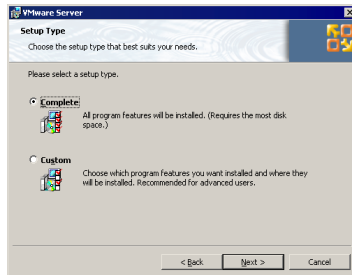 VMware Server
Setup Type
Choose the setup type that best suits your needs.
Please select a setup type.
Complete
All program features will be installed. (Requires the most disk
space.)
Custom
Choose which program features you want installed and where they
will be installed. Recommended for advanced users.
< Back
Next >
Cancel